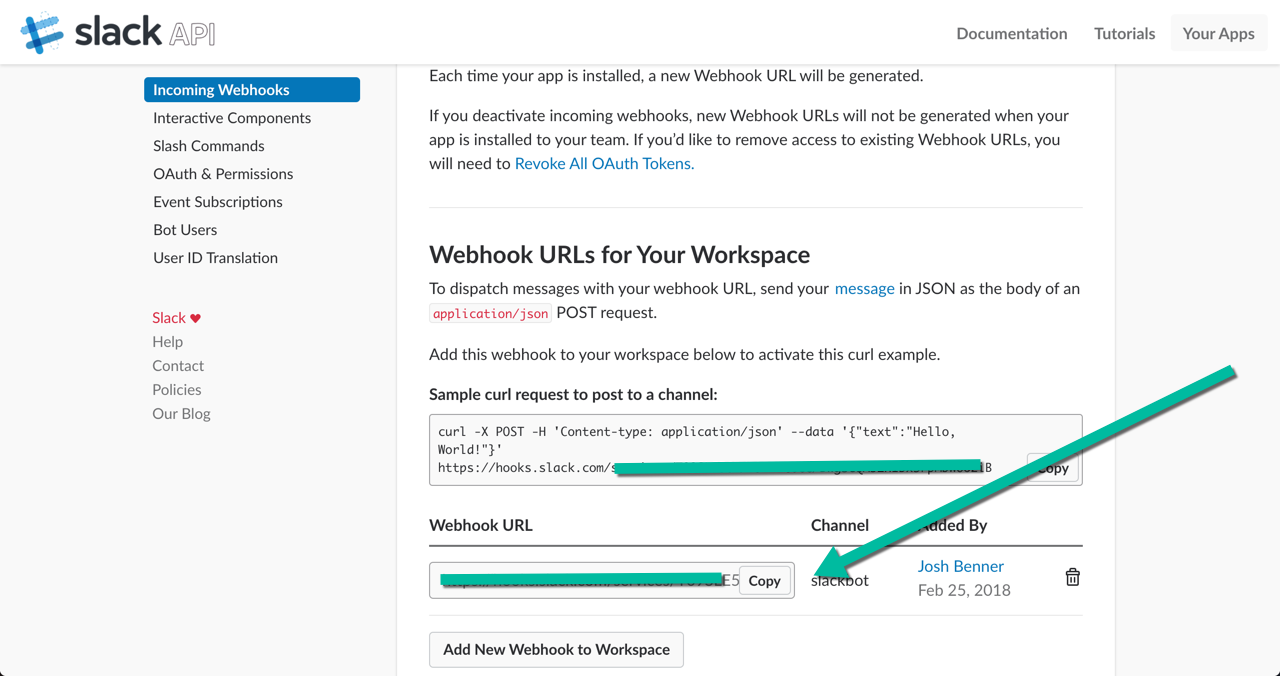 slack API
Documentation
Tutorials
Your Apps
Incoming Webhooks
Interactive Components
Slash Commands
OAuth & Permissions
Event Subscriptions
Bot Users
User ID Translation
Slack ♥
Help
Contact
Policies
Our Blog
Each time your app is installed, a new Webhook URL will be generated.
If you deactivate incoming webhooks, new Webhook URLs will not be generated when your
app is installed to your team. If you’d like to remove access to existing Webhook URLs, you
will need to Revoke All OAuth Tokens.
Webhook URLs for Your Workspace
To dispatch messages with your webhook URL, send your message in JSON as the body of an
application/json POST request.
Add this webhook to your workspace below to activate this curl example.
Sample curl request to post to a channel:
curl -X POST -H 'Content-type: application/json' --data '{"text":"Hello,
World!"}'
https://hooks.slack.com/
Copy
Webhook URL
Channel
Added By
Copy
slackbot
Josh Benner
Feb 25, 2018
Add New Webhook to Workspace